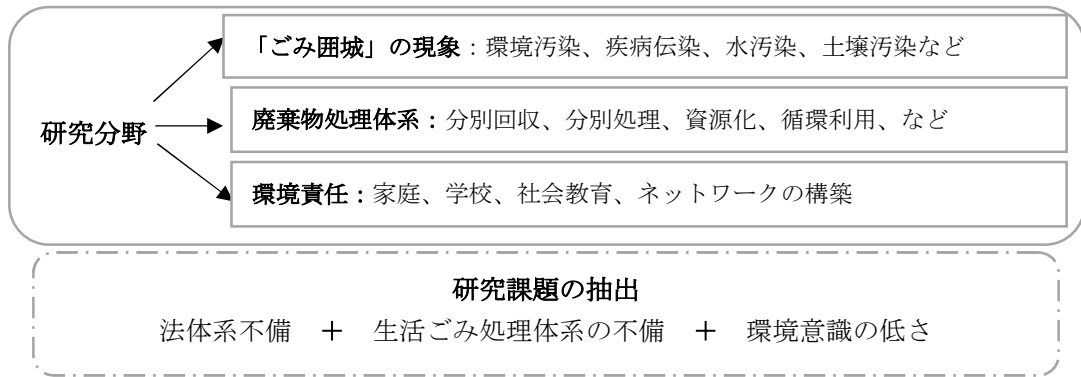 「ごみ囲城」の現象：環境汚染、疾病伝染、水汚染、土壌汚染など
研究分野
廃棄物処理体系：分別回収、分別処理、資源化、循環利用、など
環境責任：家庭、学校、社会教育、ネットワークの構築
研究課題の抽出
法体系不備　＋　生活ごみ処理体系の不備　＋　環境意識の低さ